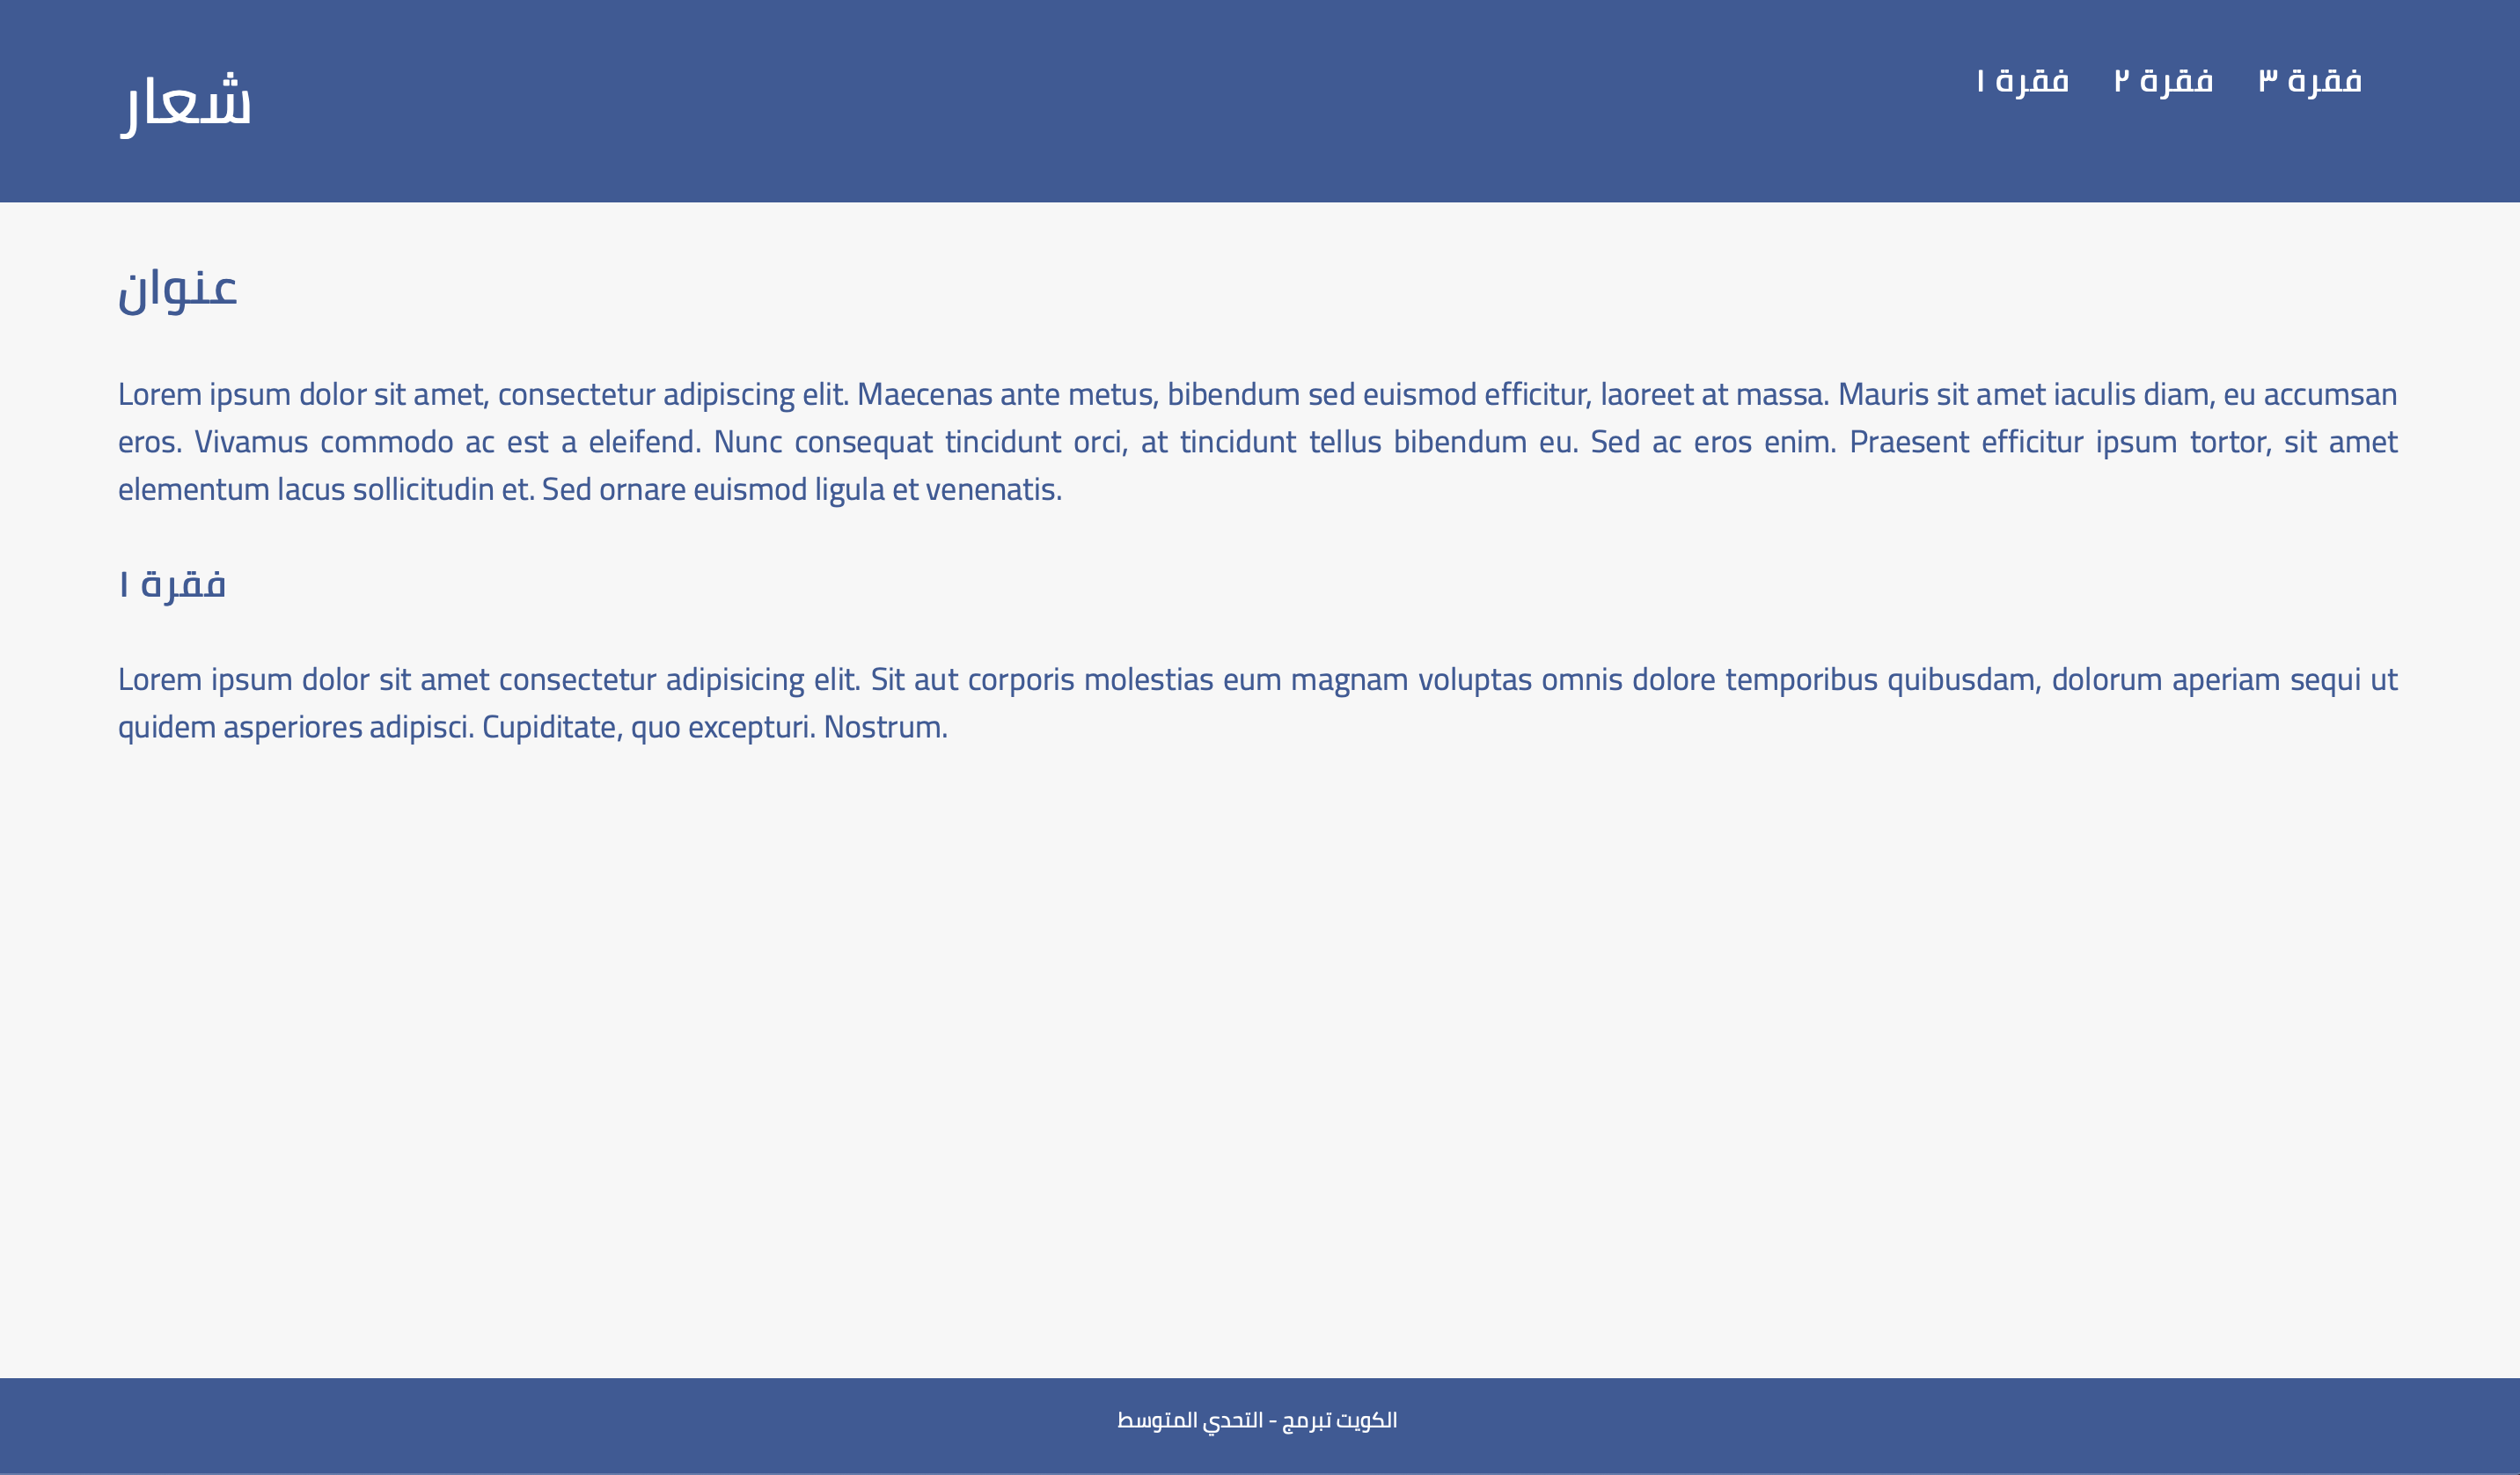 شعار
فقرة ١
فقرة ٢
فقرة ٣
عنوان
Lorem ipsum dolor sit amet, consectetur adipiscing elit. Maecenas ante metus, bibendum sed euismod efficitur, laoreet at massa. Mauris sit amet iaculis diam, eu accumsan
eros. Vivamus commodo ac est a eleifend. Nunc consequat tincidunt orci, at tincidunt tellus bibendum eu. Sed ac eros enim. Praesent efficitur ipsum tortor, sit amet
elementum lacus sollicitudin et. Sed ornare euismod ligula et venenatis.
فقرة ١
Lorem ipsum dolor sit amet consectetur adipisicing elit. Sit aut corporis molestias eum magnam voluptas omnis dolore temporibus quibusdam, dolorum aperiam sequi ut
quidem asperiores adipisci. Cupiditate, quo excepturi. Nostrum.
الكويت تبرمج - التحدي المتوسط